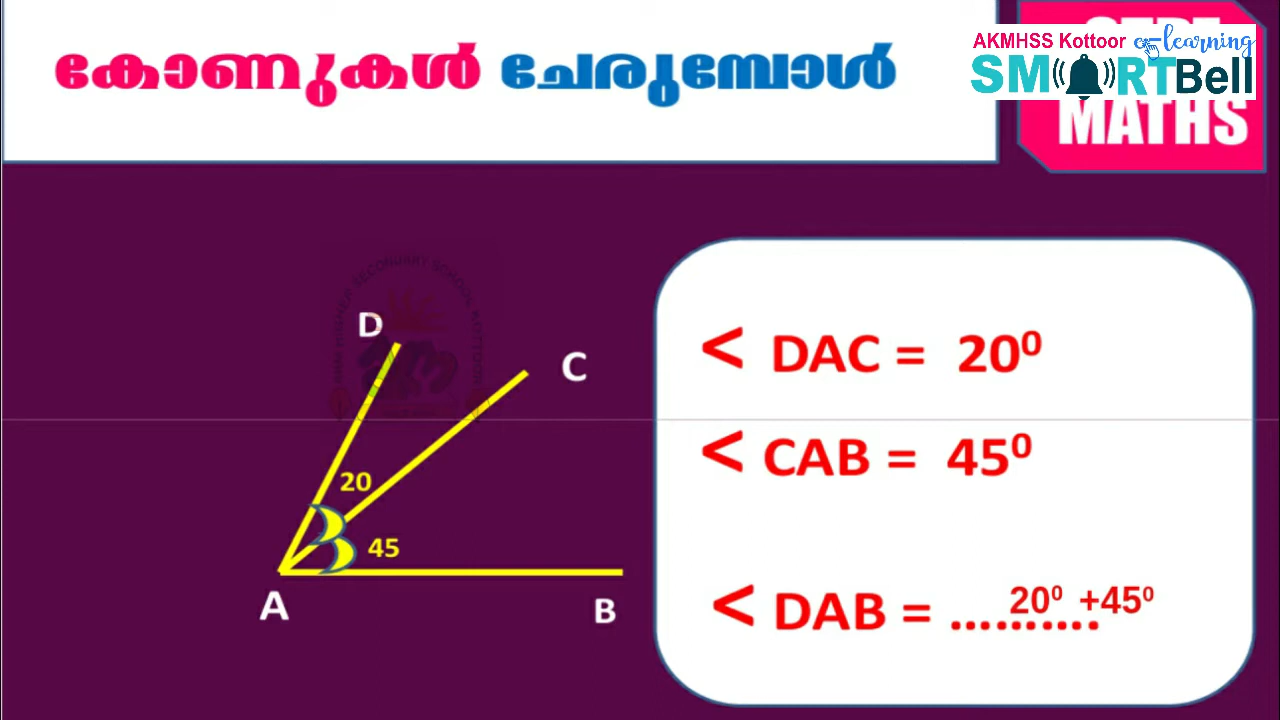 കോണുകൾ ചേരുമ്പോൾ
AKMHSS Kottoor e-learning
SMARTBell
MATHS
D
C
20
45
A
B
< DAC = 20⁰
< CAB = 45⁰
< DAB = ........... 20⁰ +45⁰